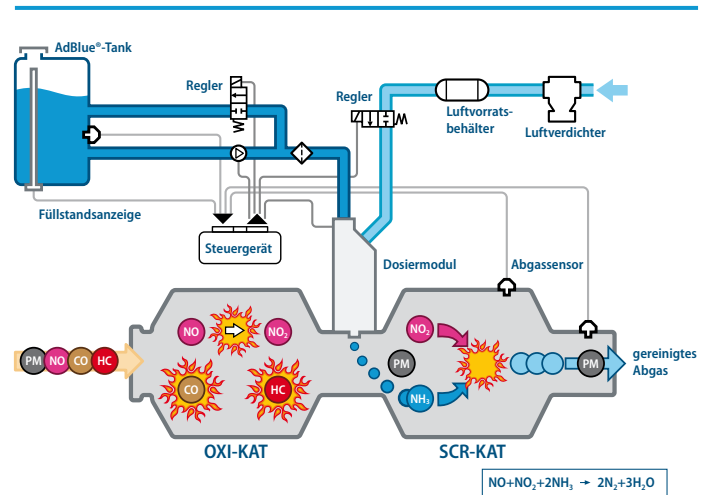 AdBlue®-Tank
Regler
Regler
Luftvorrats-
behälter
Luftverdichter
Füllstandsanzeige
Steuergerät
Dosiermodul
Abgassensor
NO
NO₂
NO₂
PM
NO
CO
HC
PM
PM
gereinigtes
Abgas
CO
HC
NH₃
OXI-KAT
SCR-KAT
NO+NO₂+2NH₃ → 2N₂+3H₂O